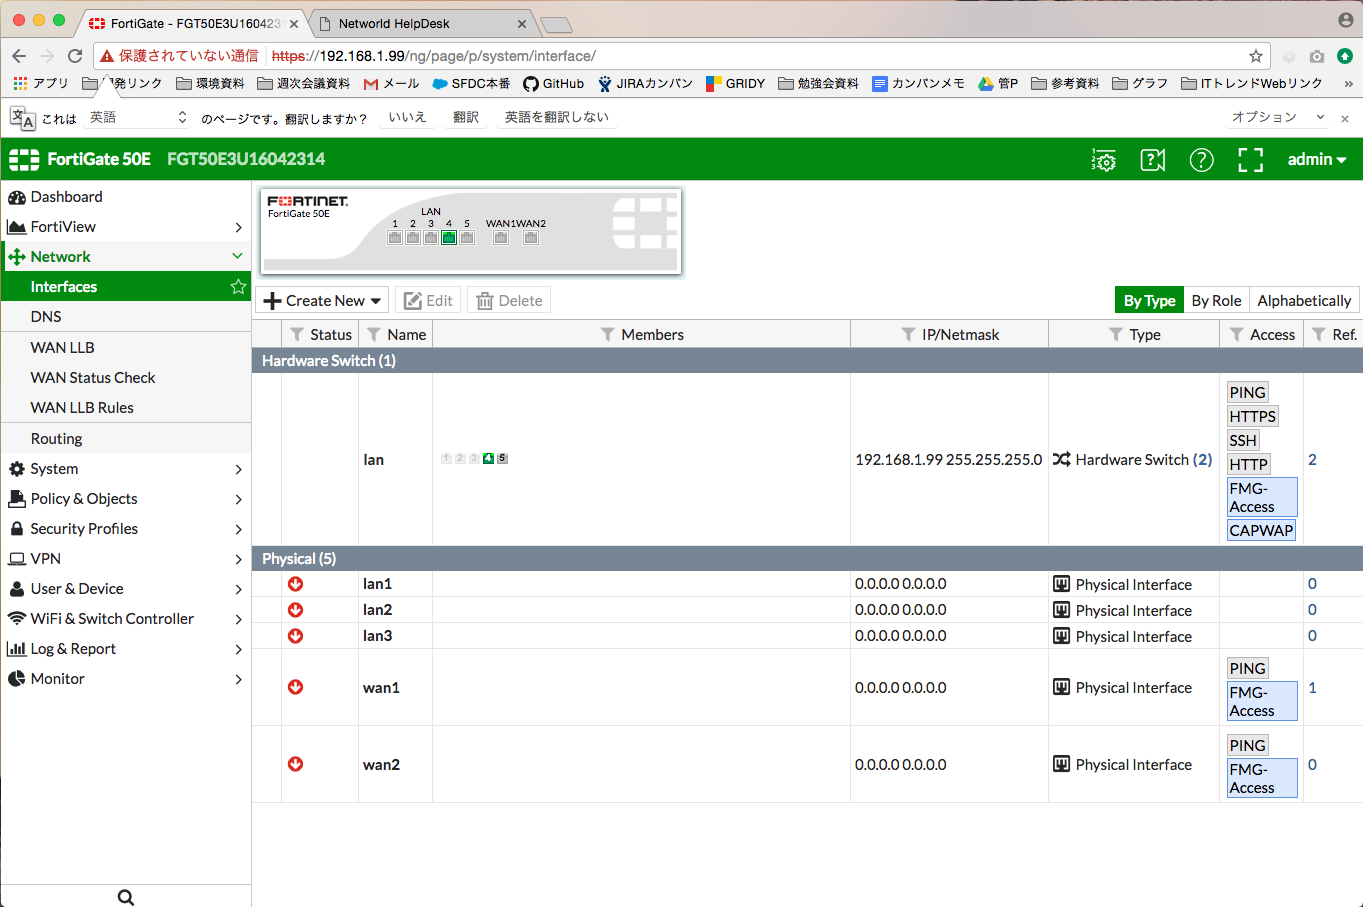 FortiGate - FGT50E3U160423
Networld HelpDesk
保護されていない通信 https://192.168.1.99/ng/page/p/system/interface/
アプリ 発リンク 環境資料 週次会議資料 メール SFDC本番 GitHub JIRAカンバン GRIDY 勉強会資料 カンバンメモ 管P 参考資料 グラフ ITトレンドWebリンク »
これは 英語 のページです。翻訳しますか? いいえ 翻訳 英語を翻訳しない オプション
FortiGate 50E FGT50E3U16042314 admin
Dashboard
FortiView
Network
Interfaces
DNS
WAN LLB
WAN Status Check
WAN LLB Rules
Routing
System
Policy & Objects
Security Profiles
VPN
User & Device
WiFi & Switch Controller
Log & Report
Monitor
FORTINET.
FortiGate 50E
LAN
1 2 3 4 5 WAN1 WAN2
Create New Edit Delete By Type By Role Alphabetically
Status Name Members IP/Netmask Type Access Ref.
Hardware Switch (1)
lan 1 2 3 4 5 192.168.1.99 255.255.255.0 Hardware Switch (2) 2
PING
HTTPS
SSH
HTTP
FMG-
Access
CAPWAP
Physical (5)
lan1 0.0.0.0 0.0.0.0 Physical Interface 0
lan2 0.0.0.0 0.0.0.0 Physical Interface 0
lan3 0.0.0.0 0.0.0.0 Physical Interface 0
wan1 0.0.0.0 0.0.0.0 Physical Interface 1
PING
FMG-
Access
wan2 0.0.0.0 0.0.0.0 Physical Interface 0
PING
FMG-
Access